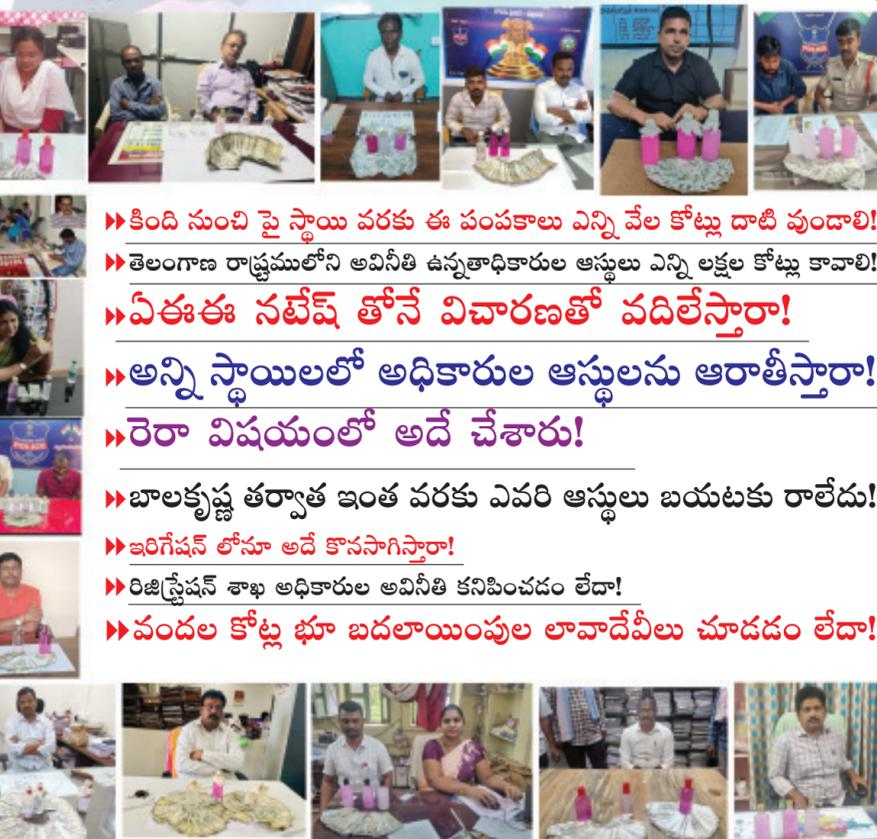 కింది నుంచి పై స్థాయి వరకు ఈ పంపకాలు ఎన్ని వేల కోట్లు దాటి వుండాలి!
తెలంగాణ రాష్ట్రములోని అవినీతి ఉన్నతాధికారుల ఆస్థులు ఎన్ని లక్షల కోట్లు కావాలి!
ఏఈఈ నటేష్ తోనే విచారణతో వదిలేస్తారా!
అన్ని స్థాయిలలో అధికారుల ఆస్థులను ఆరాతీస్తారా!
రెరా విషయంలో అదే చేశారు!
బాలకృష్ణ తర్వాత ఇంత వరకు ఎవరి ఆస్థులు బయటకు రాలేదు!
ఇరిగేషన్ లోనూ అదే కొనసాగిస్తారా!
రిజిస్ట్రేషన్ శాఖ అధికారుల అవినీతి కనిపించడం లేదా!
వందల కోట్ల భూ బదలాయింపుల లావాదేవీలు చూడడం లేదా!